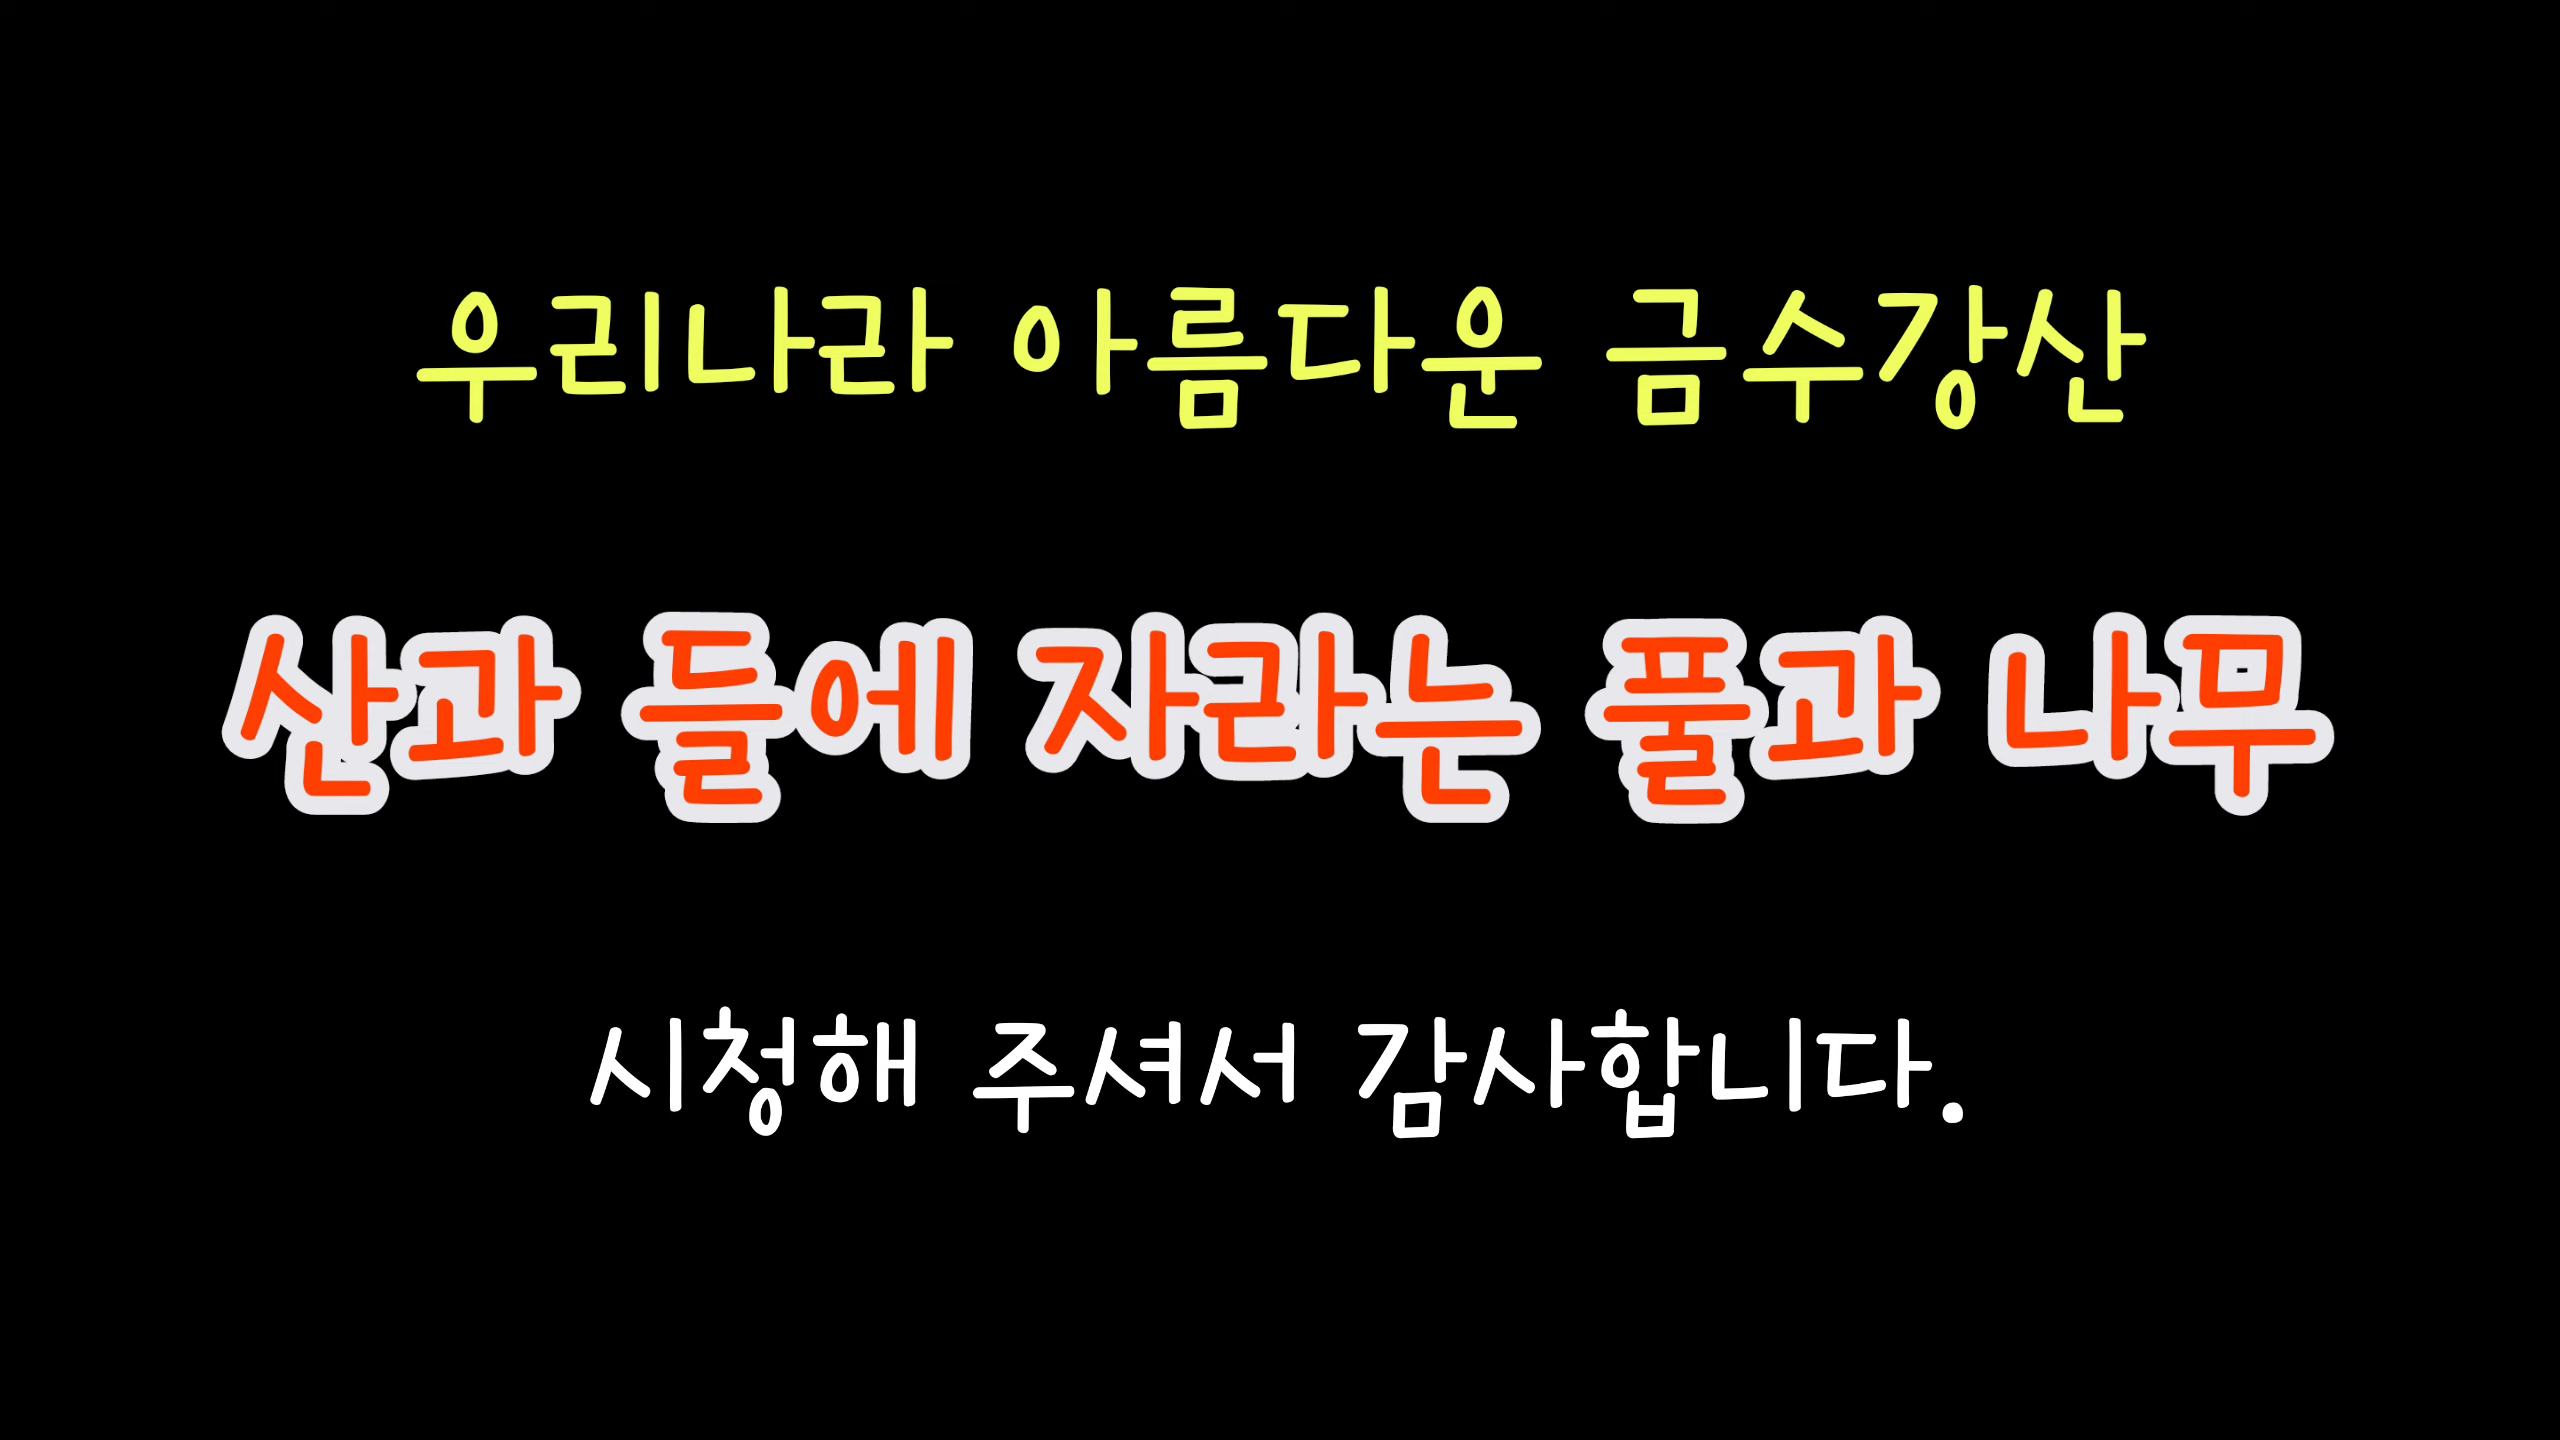 우리나라 아름다운 금수강산
산과 들에 자라는 풀과 나무
시청해 주셔서 감사합니다.